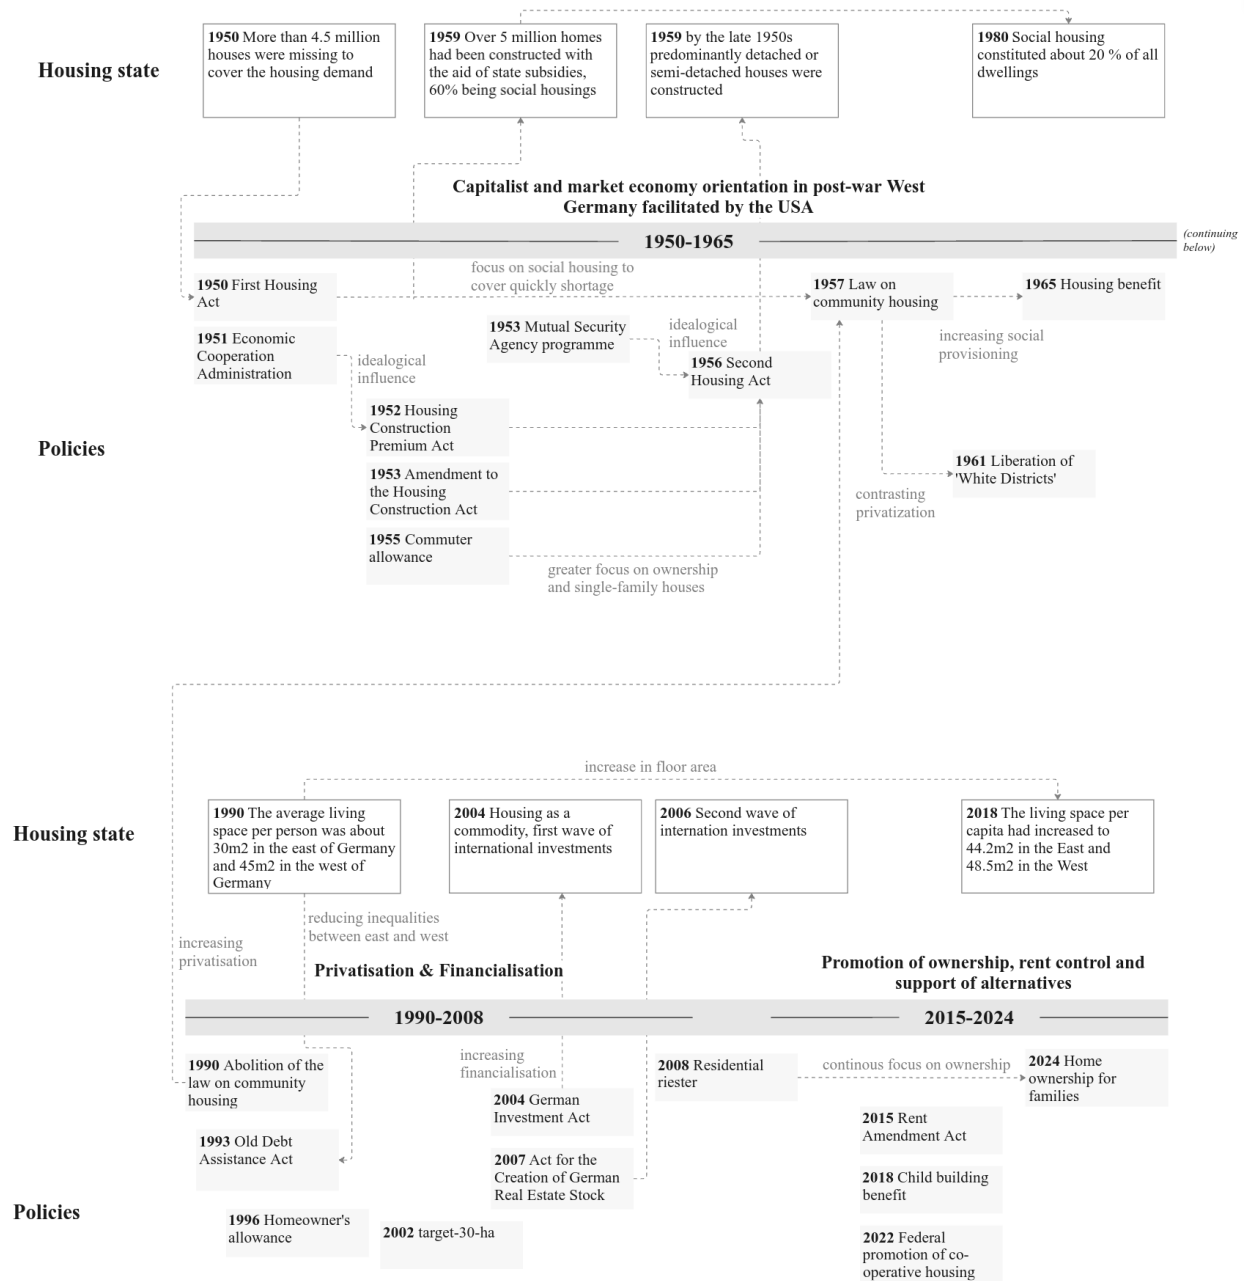 Housing state
1950 More than 4.5 million
houses were missing to
cover the housing demand
1959 Over 5 million homes
had been constructed with
the aid of state subsidies,
60% being social housings
1959 by the late 1950s
predominantly detached or
semi-detached houses were
constructed
1980 Social housing
constituted about 20 % of all
dwellings
Capitalist and market economy orientation in post-war West
Germany facilitated by the USA
1950-1965
(continuing
below)
Policies
1950 First Housing
Act
focus on social housing to
cover quickly shortage
1957 Law on
community housing
1965 Housing benefit
1951 Economic
Cooperation
Administration
idealogical
influence
1953 Mutual Security
Agency programme
idealogical
influence
1956 Second
Housing Act
increasing social
provisioning
1952 Housing
Construction
Premium Act
1953 Amendment to
the Housing
Construction Act
1955 Commuter
allowance
greater focus on ownership
and single-family houses
1961 Liberation of
'White Districts'
contrasting
privatization
increase in floor area
Housing state
1990 The average living
space per person was about
30m2 in the east of Germany
and 45m2 in the west of
Germany
2004 Housing as a
commodity, first wave of
international investments
2006 Second wave of
internation investments
2018 The living space per
capita had increased to
44.2m2 in the East and
48.5m2 in the West
reducing inequalities
between east and west
increasing
privatisation
Privatisation & Financialisation
Promotion of ownership, rent control and
support of alternatives
1990-2008
2015-2024
Policies
1990 Abolition of the
law on community
housing
1993 Old Debt
Assistance Act
1996 Homeowner's
allowance
2002 target-30-ha
increasing
financialisation
2004 German
Investment Act
2007 Act for the
Creation of German
Real Estate Stock
2008 Residential
riester
continous focus on ownership
2024 Home
ownership for
families
2015 Rent
Amendment Act
2018 Child building
benefit
2022 Federal
promotion of co-
operative housing